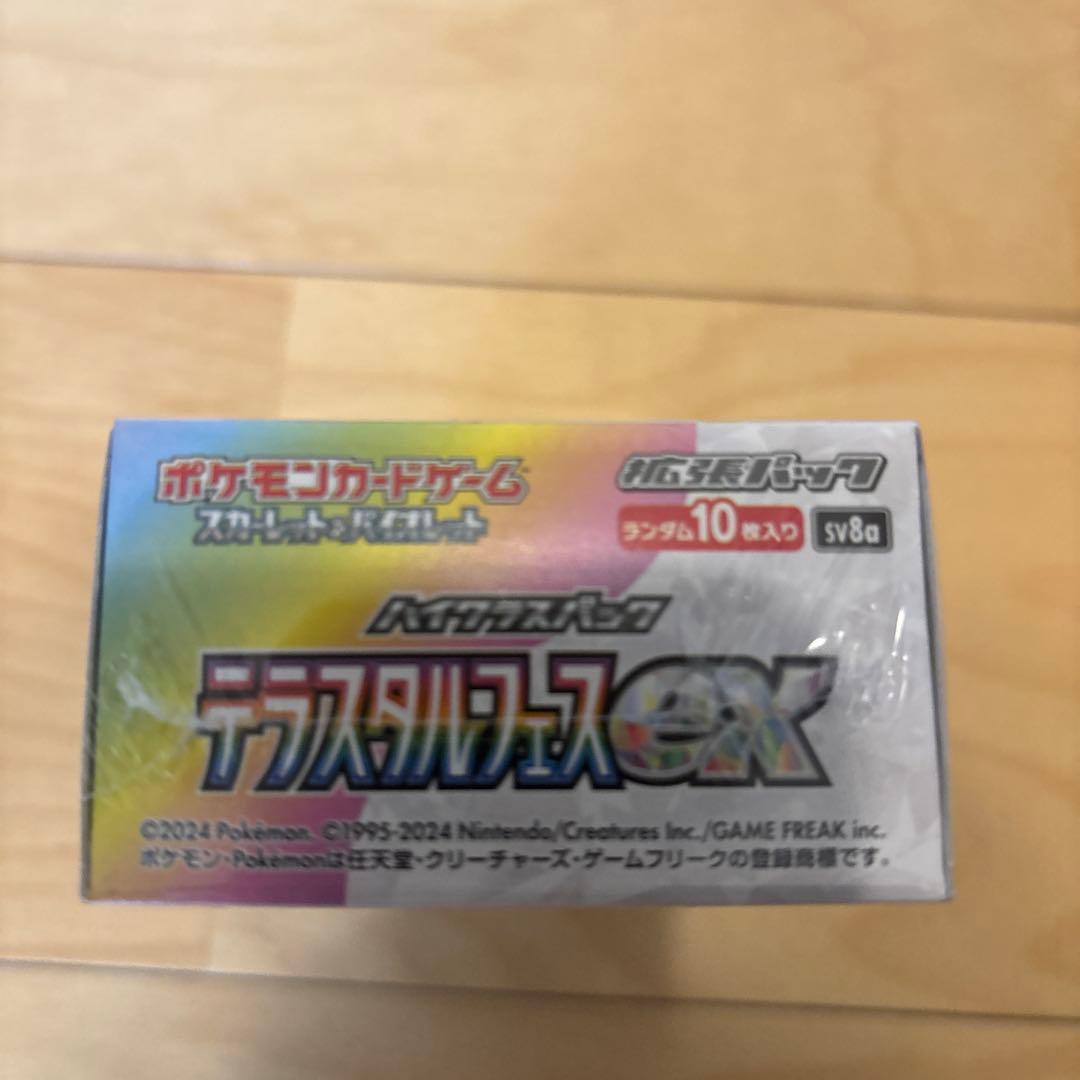 ポケモンカードゲーム
スカーレット&バイオレット
拡張パック
ランダム10枚入り
SV8a
ハイクラスパック
テラスタルフェスex
©2024 Pokémon. ©1995-2024 Nintendo/Creatures Inc./GAME FREAK inc.
ポケモン・Pokémonは任天堂・クリーチャーズ・ゲームフリークの登録商標です。